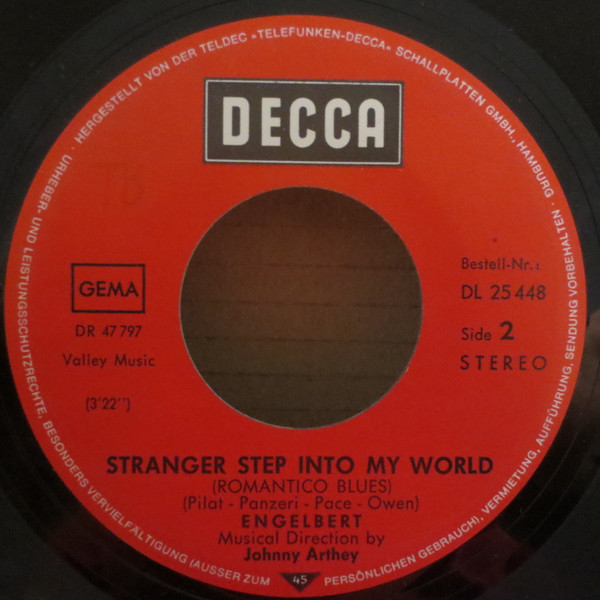 · HERGESTELLT VON DER TELDEC »TELEFUNKEN-DECCA« SCHALLPLATTEN GMBH., HAMBURG ·
URHEBER- UND LEISTUNGSSCHUTZRECHTE, BESONDERS VERVIELFÄLTIGUNG (AUSSER ZUM PERSÖNLICHEN GEBRAUCH), VERMIETUNG, AUFFÜHRUNG, SENDUNG VORBEHALTEN ·
DECCA
GEMA
DR 47 797
Valley Music
(3'22")
Bestell-Nr.:
DL 25 448
Side 2
STEREO
STRANGER STEP INTO MY WORLD
(ROMANTICO BLUES)
(Pilat - Panzeri - Pace - Owen)
ENGELBERT
Musical Direction by
Johnny Arthey
45